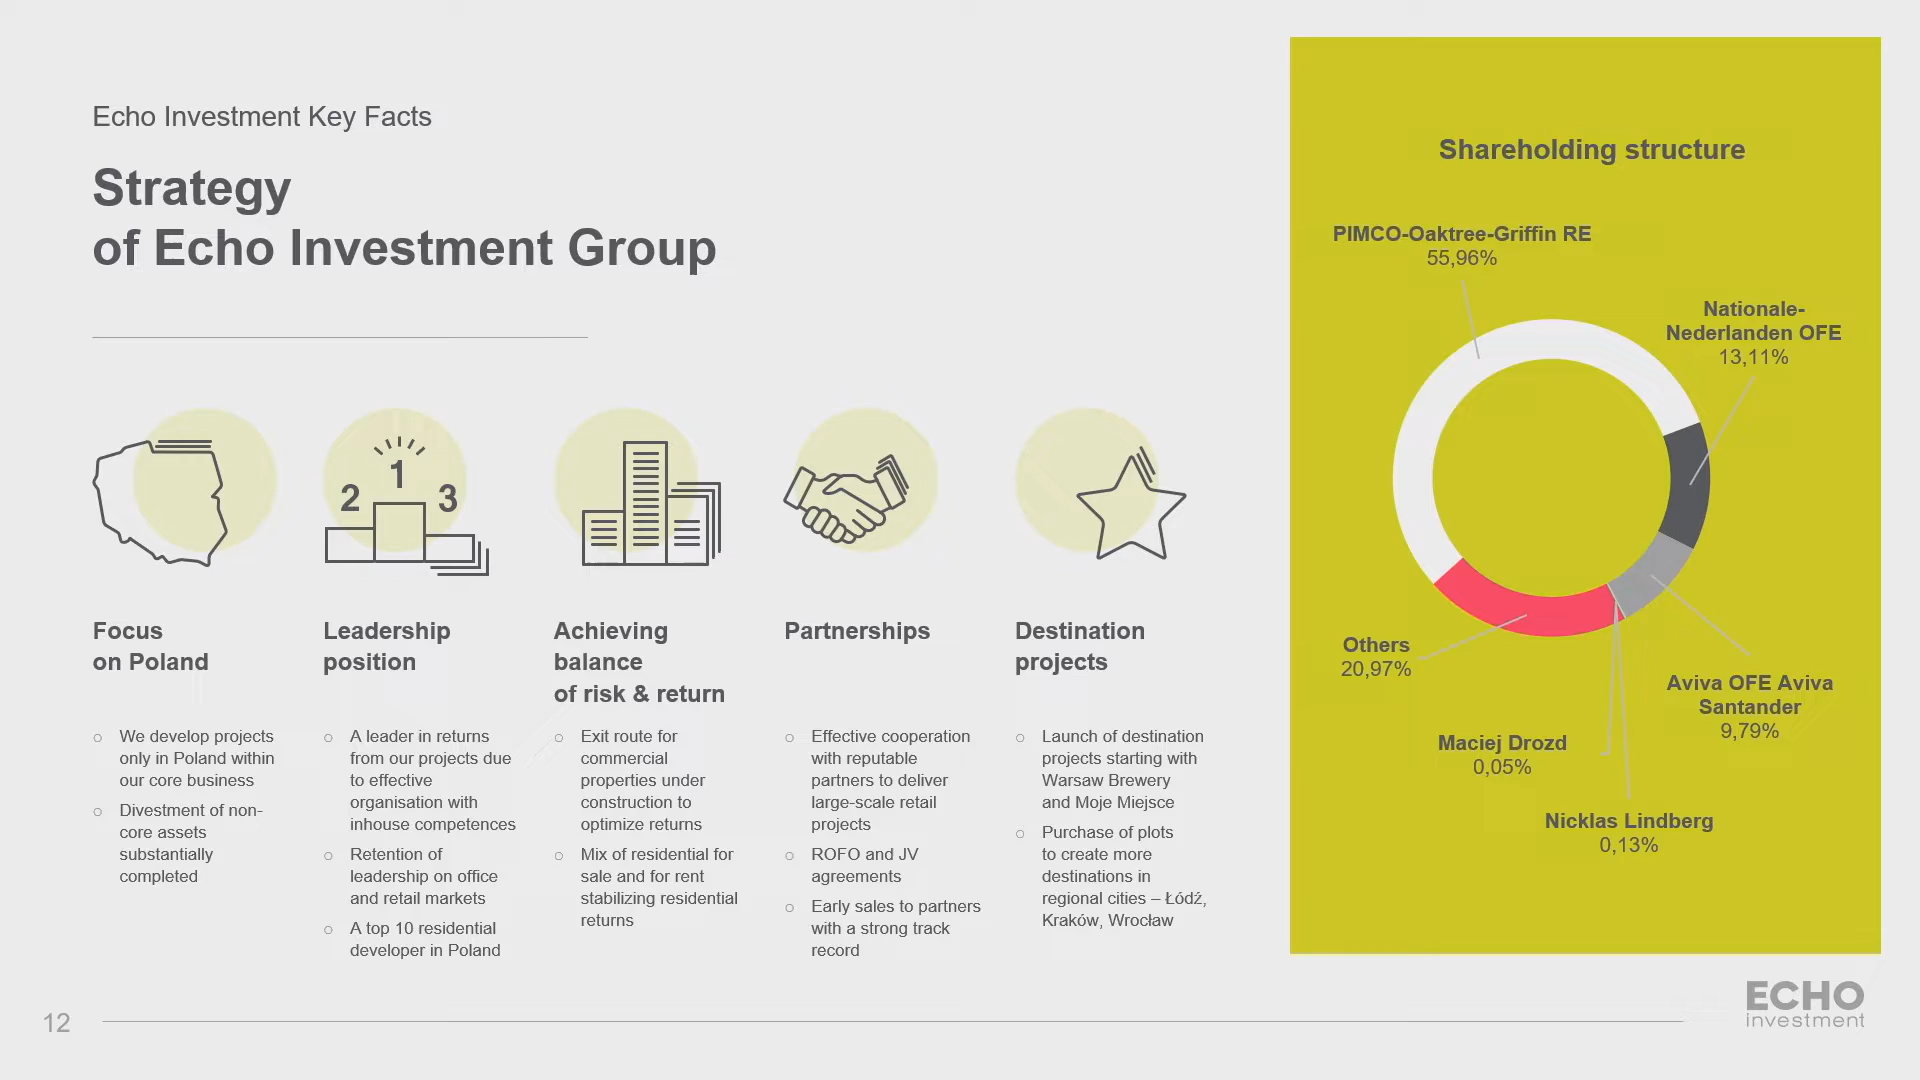 Echo Investment Key Facts
Strategy
of Echo Investment Group
1
2
3
Focus
on Poland
○ We develop projects
only in Poland within
our core business
○ Divestment of non-
core assets
substantially
completed
Leadership
position
○ A leader in returns
from our projects due
to effective
organisation with
inhouse competences
○ Retention of
leadership on office
and retail markets
○ A top 10 residential
developer in Poland
Achieving
balance
of risk & return
○ Exit route for
commercial
properties under
construction to
optimize returns
○ Mix of residential for
sale and for rent
stabilizing residential
returns
Partnerships
○ Effective cooperation
with reputable
partners to deliver
large-scale retail
projects
○ ROFO and JV
agreements
○ Early sales to partners
with a strong track
record
Destination
projects
○ Launch of destination
projects starting with
Warsaw Brewery
and Moje Miejsce
○ Purchase of plots
to create more
destinations in
regional cities – Łódź,
Kraków, Wrocław
Shareholding structure
PIMCO-Oaktree-Griffin RE
55,96%
Nationale-
Nederlanden OFE
13,11%
Others
20,97%
Aviva OFE Aviva
Santander
9,79%
Maciej Drozd
0,05%
Nicklas Lindberg
0,13%
12
ECHO
investment